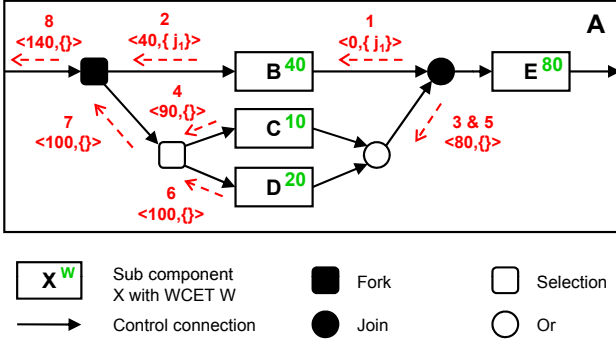 8
<140,{}>
2
<40,{ j₁}>
1
<0,{ j₁}>
A
B 40
E 80
4
<90,{}>
C 10
7
<100,{}>
3 & 5
<80,{}>
6
<100,{}>
D 20
X W
Sub component
X with WCET W
Fork
Selection
Control connection
Join
Or